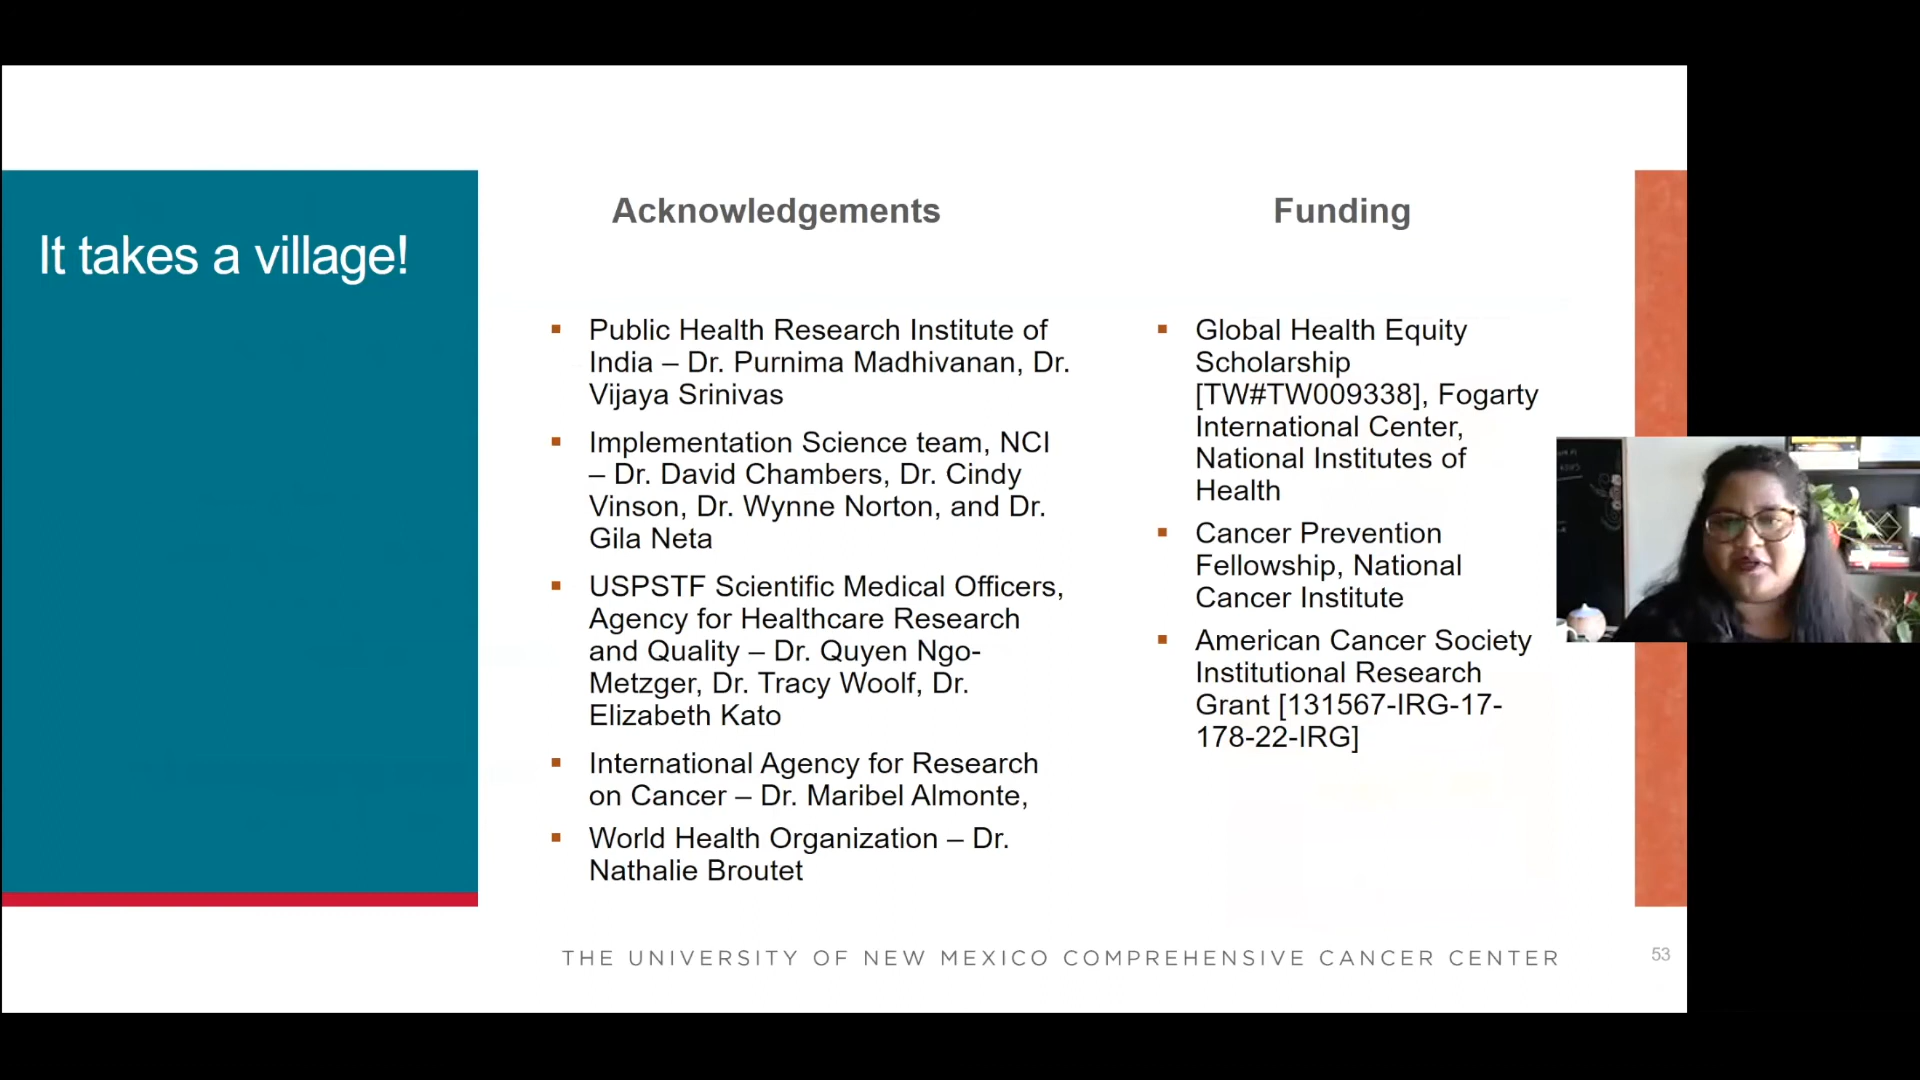 It takes a village!
Acknowledgements
Public Health Research Institute of
India – Dr. Purnima Madhivanan, Dr.
Vijaya Srinivas
Implementation Science team, NCI
– Dr. David Chambers, Dr. Cindy
Vinson, Dr. Wynne Norton, and Dr.
Gila Neta
USPSTF Scientific Medical Officers,
Agency for Healthcare Research
and Quality – Dr. Quyen Ngo-
Metzger, Dr. Tracy Woolf, Dr.
Elizabeth Kato
International Agency for Research
on Cancer – Dr. Maribel Almonte,
World Health Organization – Dr.
Nathalie Broutet
Funding
Global Health Equity
Scholarship
[TW#TW009338], Fogarty
International Center,
National Institutes of
Health
Cancer Prevention
Fellowship, National
Cancer Institute
American Cancer Society
Institutional Research
Grant [131567-IRG-17-
178-22-IRG]
THE UNIVERSITY OF NEW MEXICO COMPREHENSIVE CANCER CENTER
53